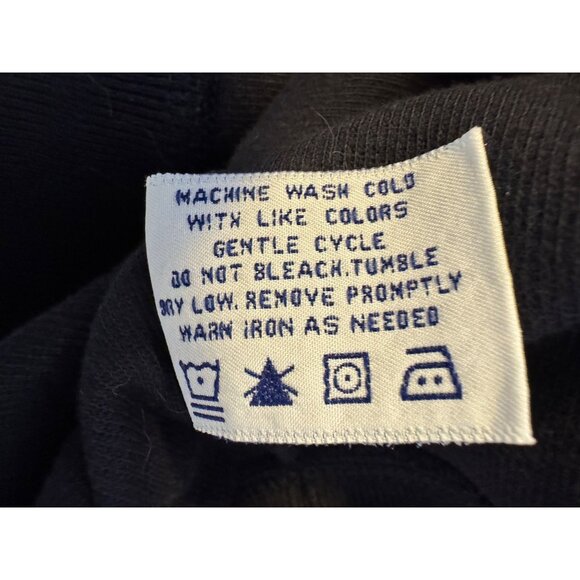 MACHINE WASH COLD
WITH LIKE COLORS
GENTLE CYCLE
DO NOT BLEACH.TUMBLE
DRY LOW. REMOVE PROMPTLY
WARM IRON AS NEEDED